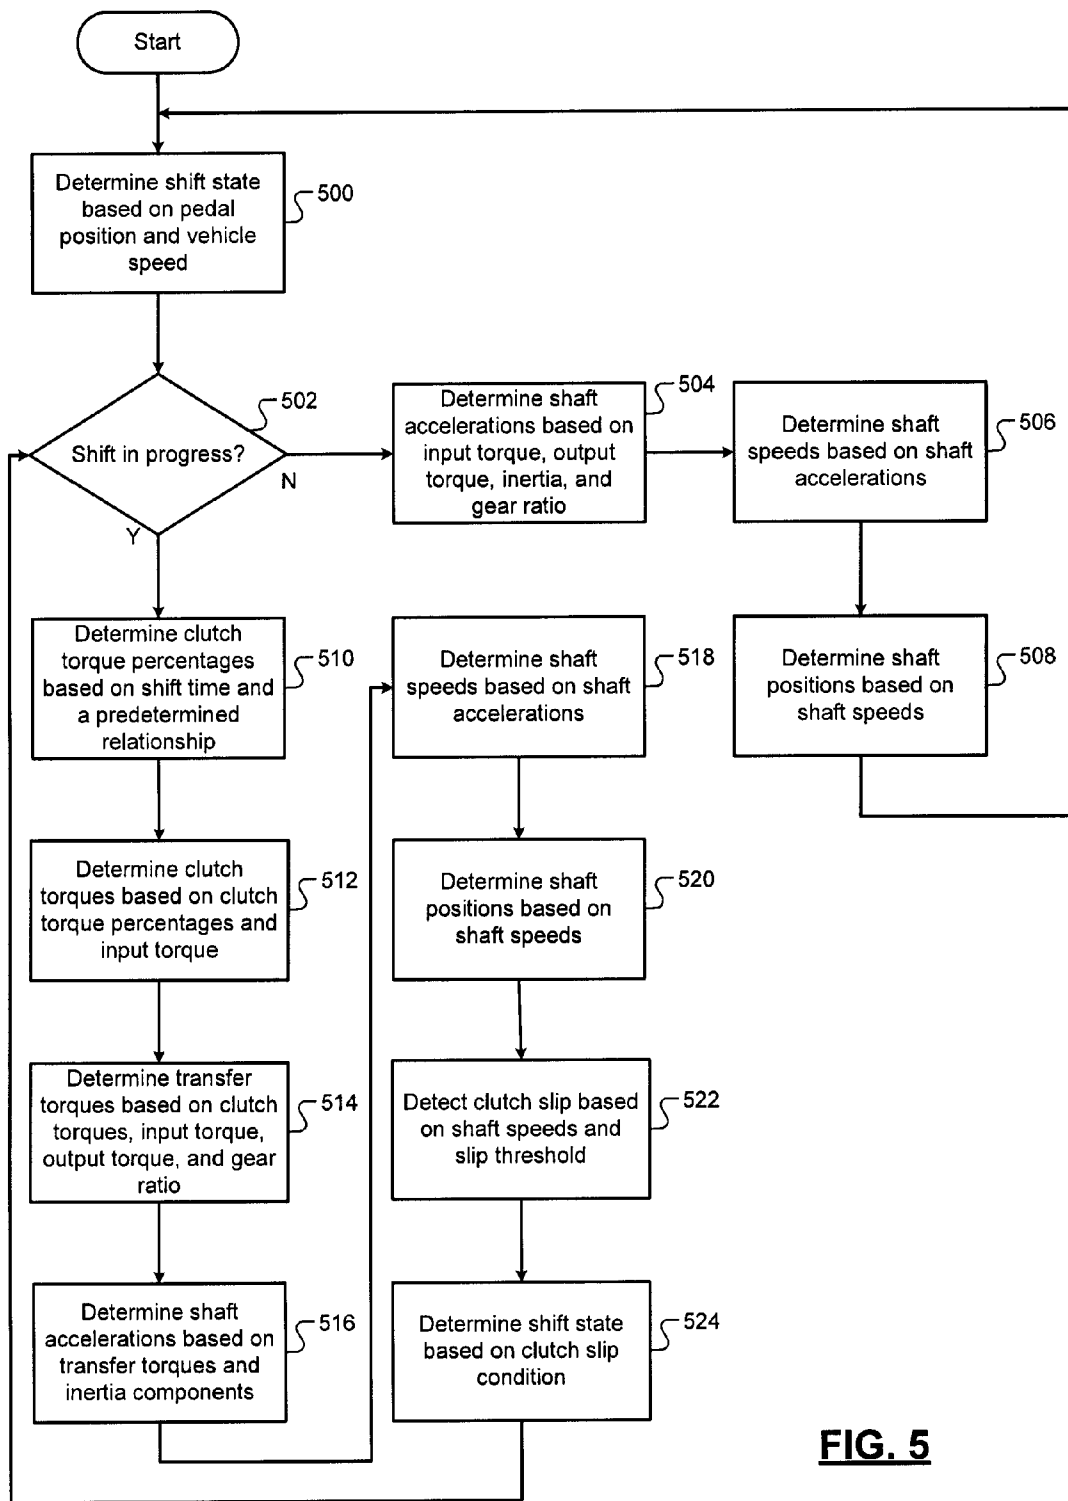 Start
Determine shift state
based on pedal
position and vehicle
speed
500
Shift in progress?
502
N
Y
Determine shaft
accelerations based on
input torque, output
torque, inertia, and
gear ratio
504
Determine shaft
speeds based on shaft
accelerations
506
Determine shaft
positions based on
shaft speeds
508
Determine clutch
torque percentages
based on shift time and
a predetermined
relationship
510
Determine clutch
torques based on clutch
torque percentages and
input torque
512
Determine transfer
torques based on clutch
torques, input torque,
output torque, and gear
ratio
514
Determine shaft
accelerations based on
transfer torques and
inertia components
516
Determine shaft
speeds based on shaft
accelerations
518
Determine shaft
positions based on
shaft speeds
520
Detect clutch slip based
on shaft speeds and
slip threshold
522
Determine shift state
based on clutch slip
condition
524
FIG. 5